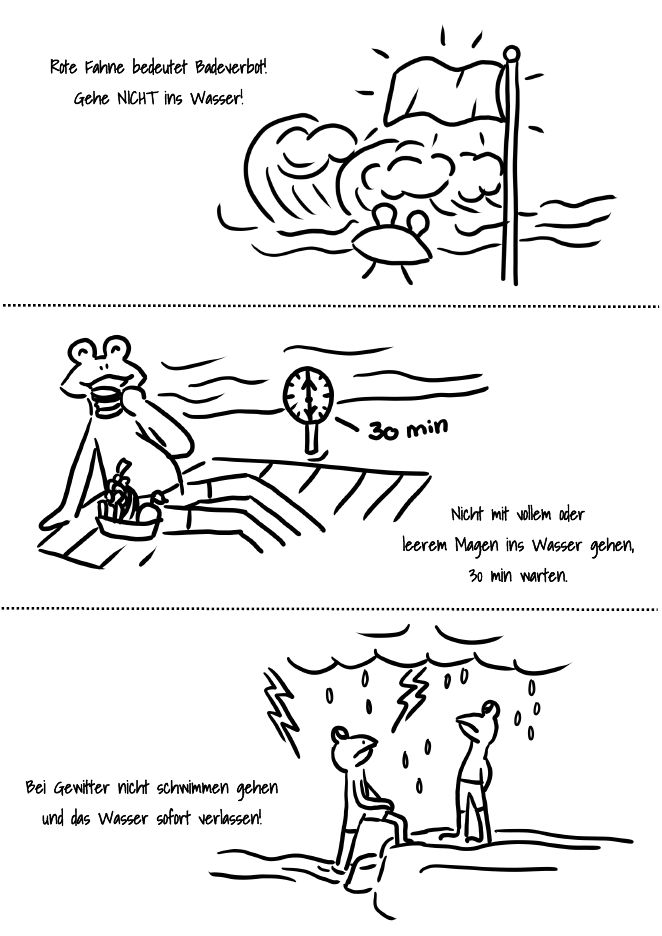 Rote Fahne bedeutet Badeverbot!
Gehe NICHT ins Wasser!
30 min
Nicht mit vollem oder
leerem Magen ins Wasser gehen,
30 min warten.
Bei Gewitter nicht schwimmen gehen
und das Wasser sofort verlassen!